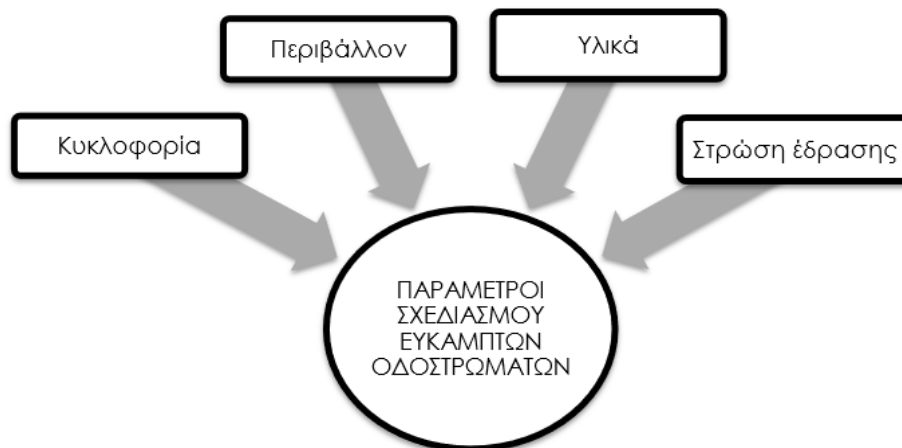 Περιβάλλον
Υλικά
Κυκλοφορία
Στρώση έδρασης
ΠΑΡΑΜΕΤΡΟΙ
ΣΧΕΔΙΑΣΜΟΥ
ΕΥΚΑΜΠΤΩΝ
ΟΔΟΣΤΡΩΜΑΤΩΝ